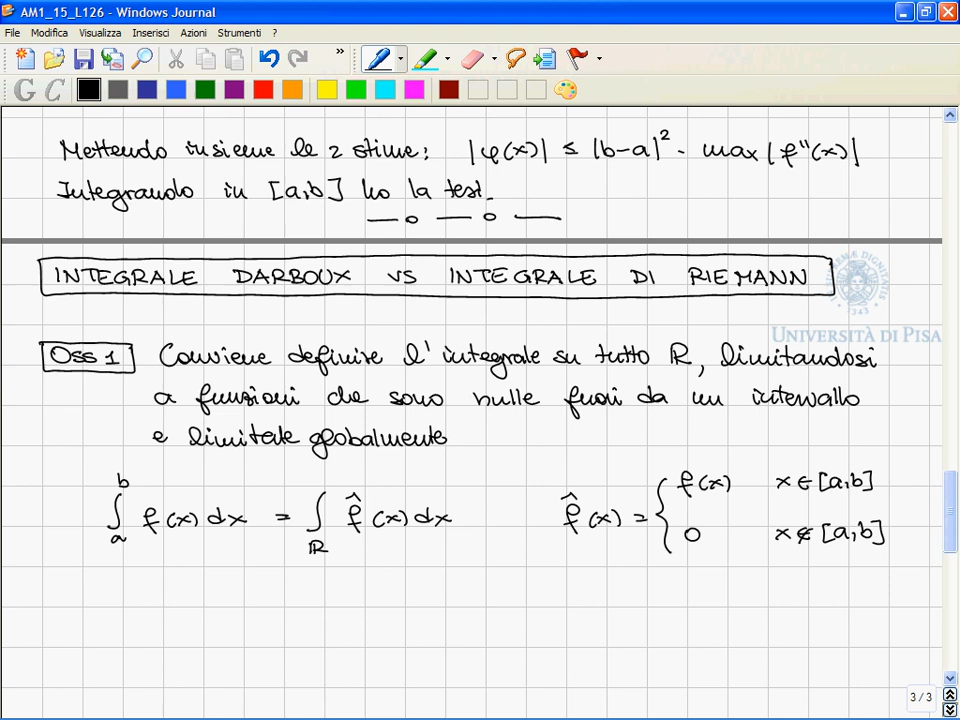 AM1_15_L126 - Windows Journal
File Modifica Visualizza Inserisci Azioni Strumenti ?
G C
Mettendo insieme le 2 stime: |φ(x)| ≤ |b-a|² · max |f''(x)|
Integrando in [a,b] ho la tesi.
— o — o —
INTEGRALE DARBOUX VS INTEGRALE DI RIEMANN
UNIVERSITÀ DI PISA
Oss 1 Conviene definire l'integrale su tutto ℝ, limitandosi
a funzioni che sono nulle fuori da un intervallo
e limitate globalmente
∫_a^b f(x) dx = ∫_ℝ f̂(x) dx f̂(x) = { f(x) x ∈ [a,b]
0 x ∉ [a,b]
3 / 3